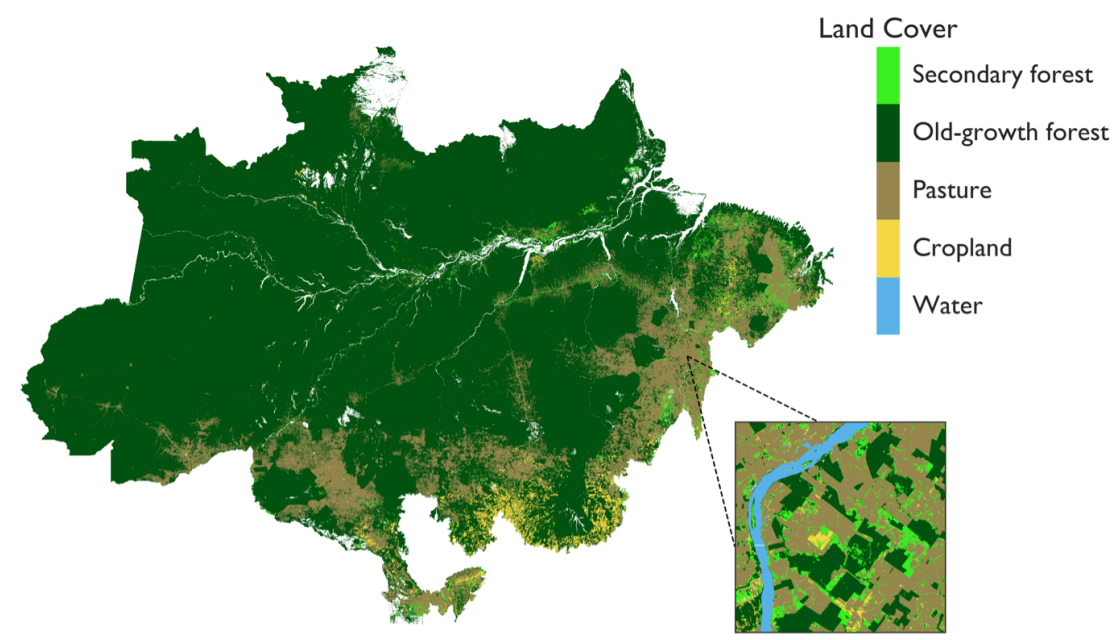 Land Cover
Secondary forest
Old-growth forest
Pasture
Cropland
Water